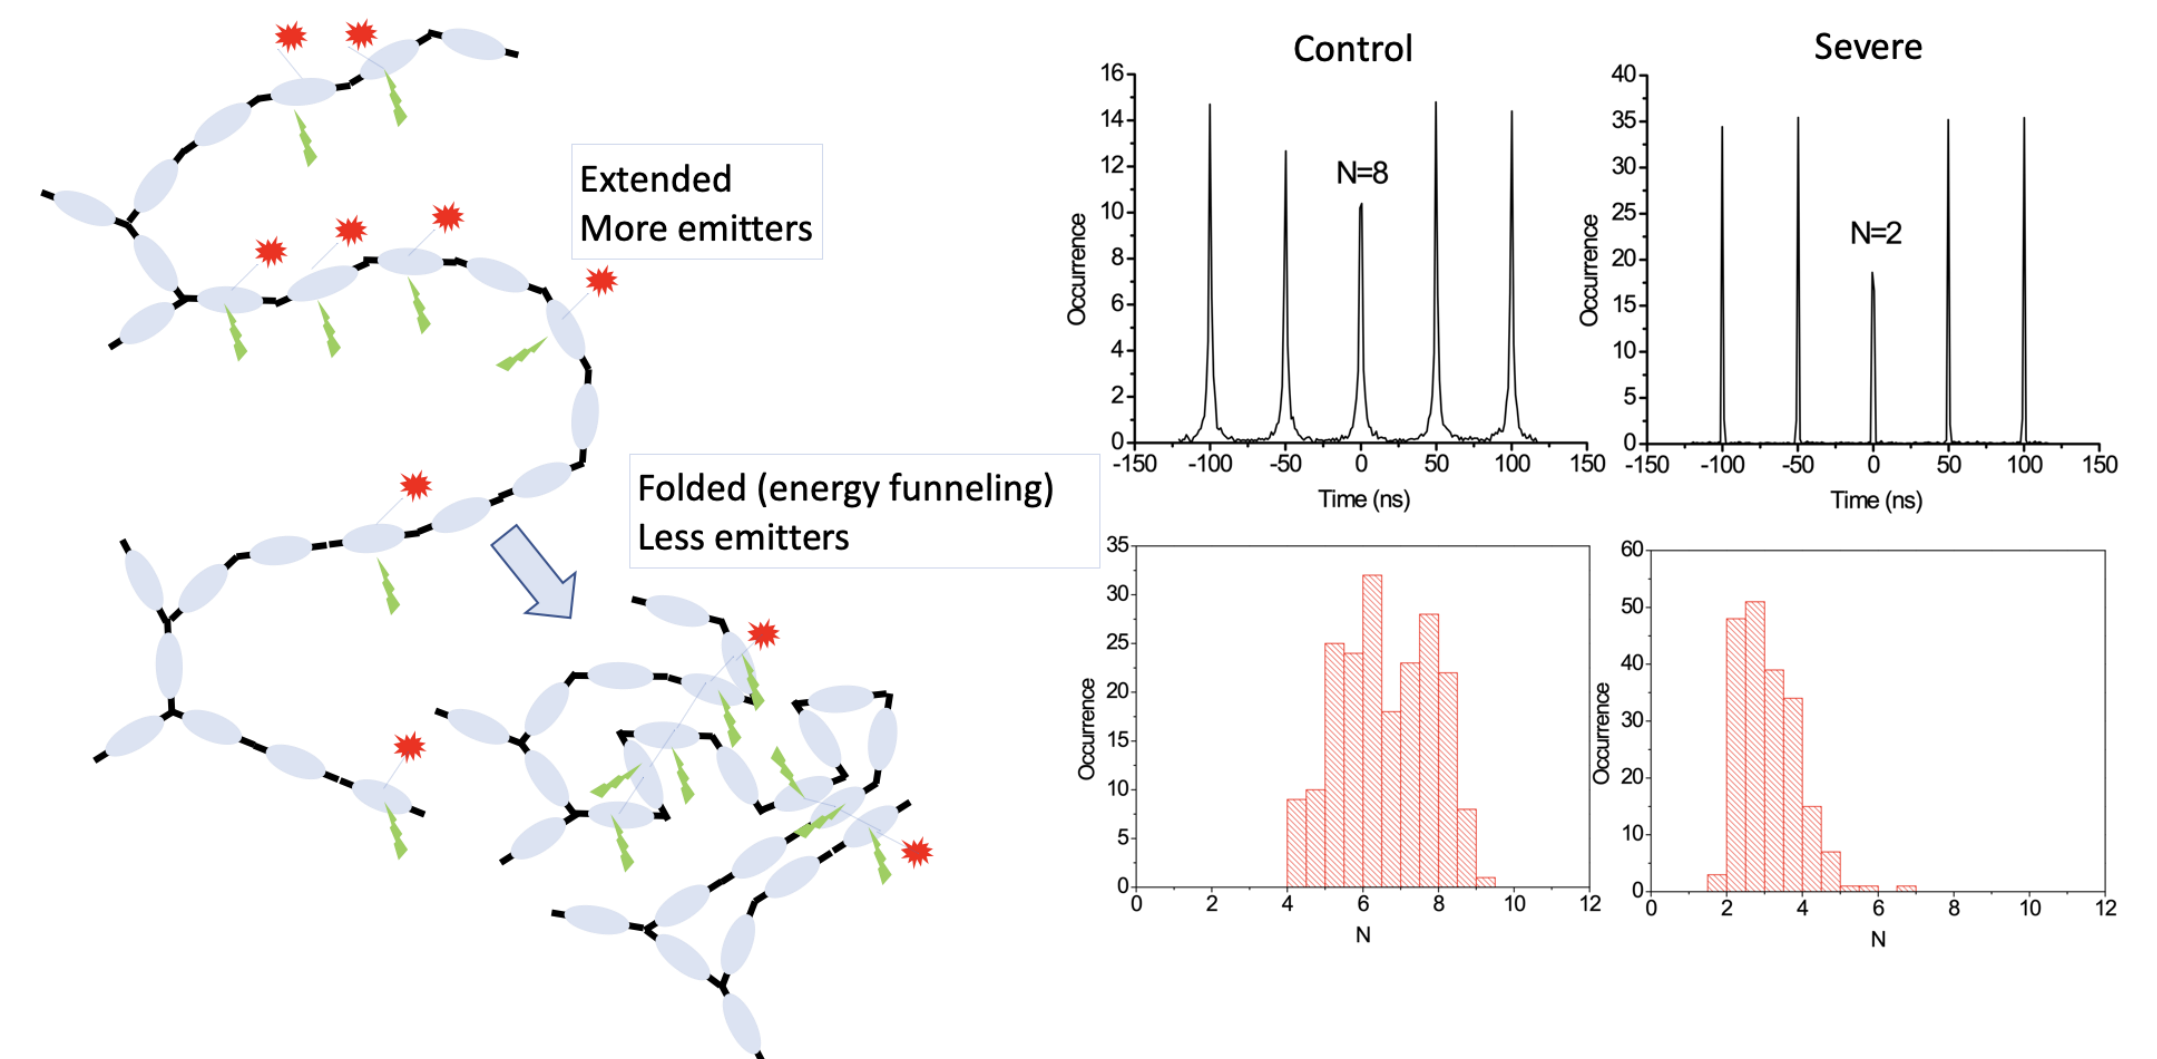 Extended
More emitters
Folded (energy funneling)
Less emitters
Control
16
14
12
10
8
6
4
2
0
Occurrence
N=8
-150 -100 -50 0 50 100 150
Time (ns)
Severe
40
35
30
25
20
15
10
5
0
Occurrence
N=2
-150 -100 -50 0 50 100 150
Time (ns)
35
30
25
20
15
10
5
0
Occurrence
0 2 4 6 8 10 12
N
60
50
40
30
20
10
0
Occurrence
0 2 4 6 8 10 12
N